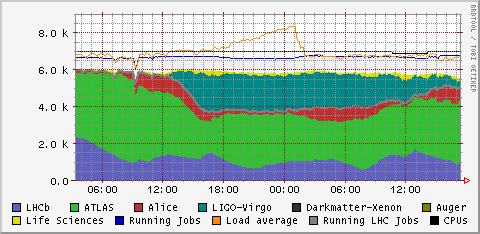 RRDTOOL / TOBI OETIKER
8.0 k
6.0 k
4.0 k
2.0 k
0.0
06:00 12:00 18:00 00:00 06:00 12:00
LHCb ATLAS Alice LIGO-Virgo Darkmatter-Xenon Auger
Life Sciences Running Jobs Load average Running LHC Jobs CPUs